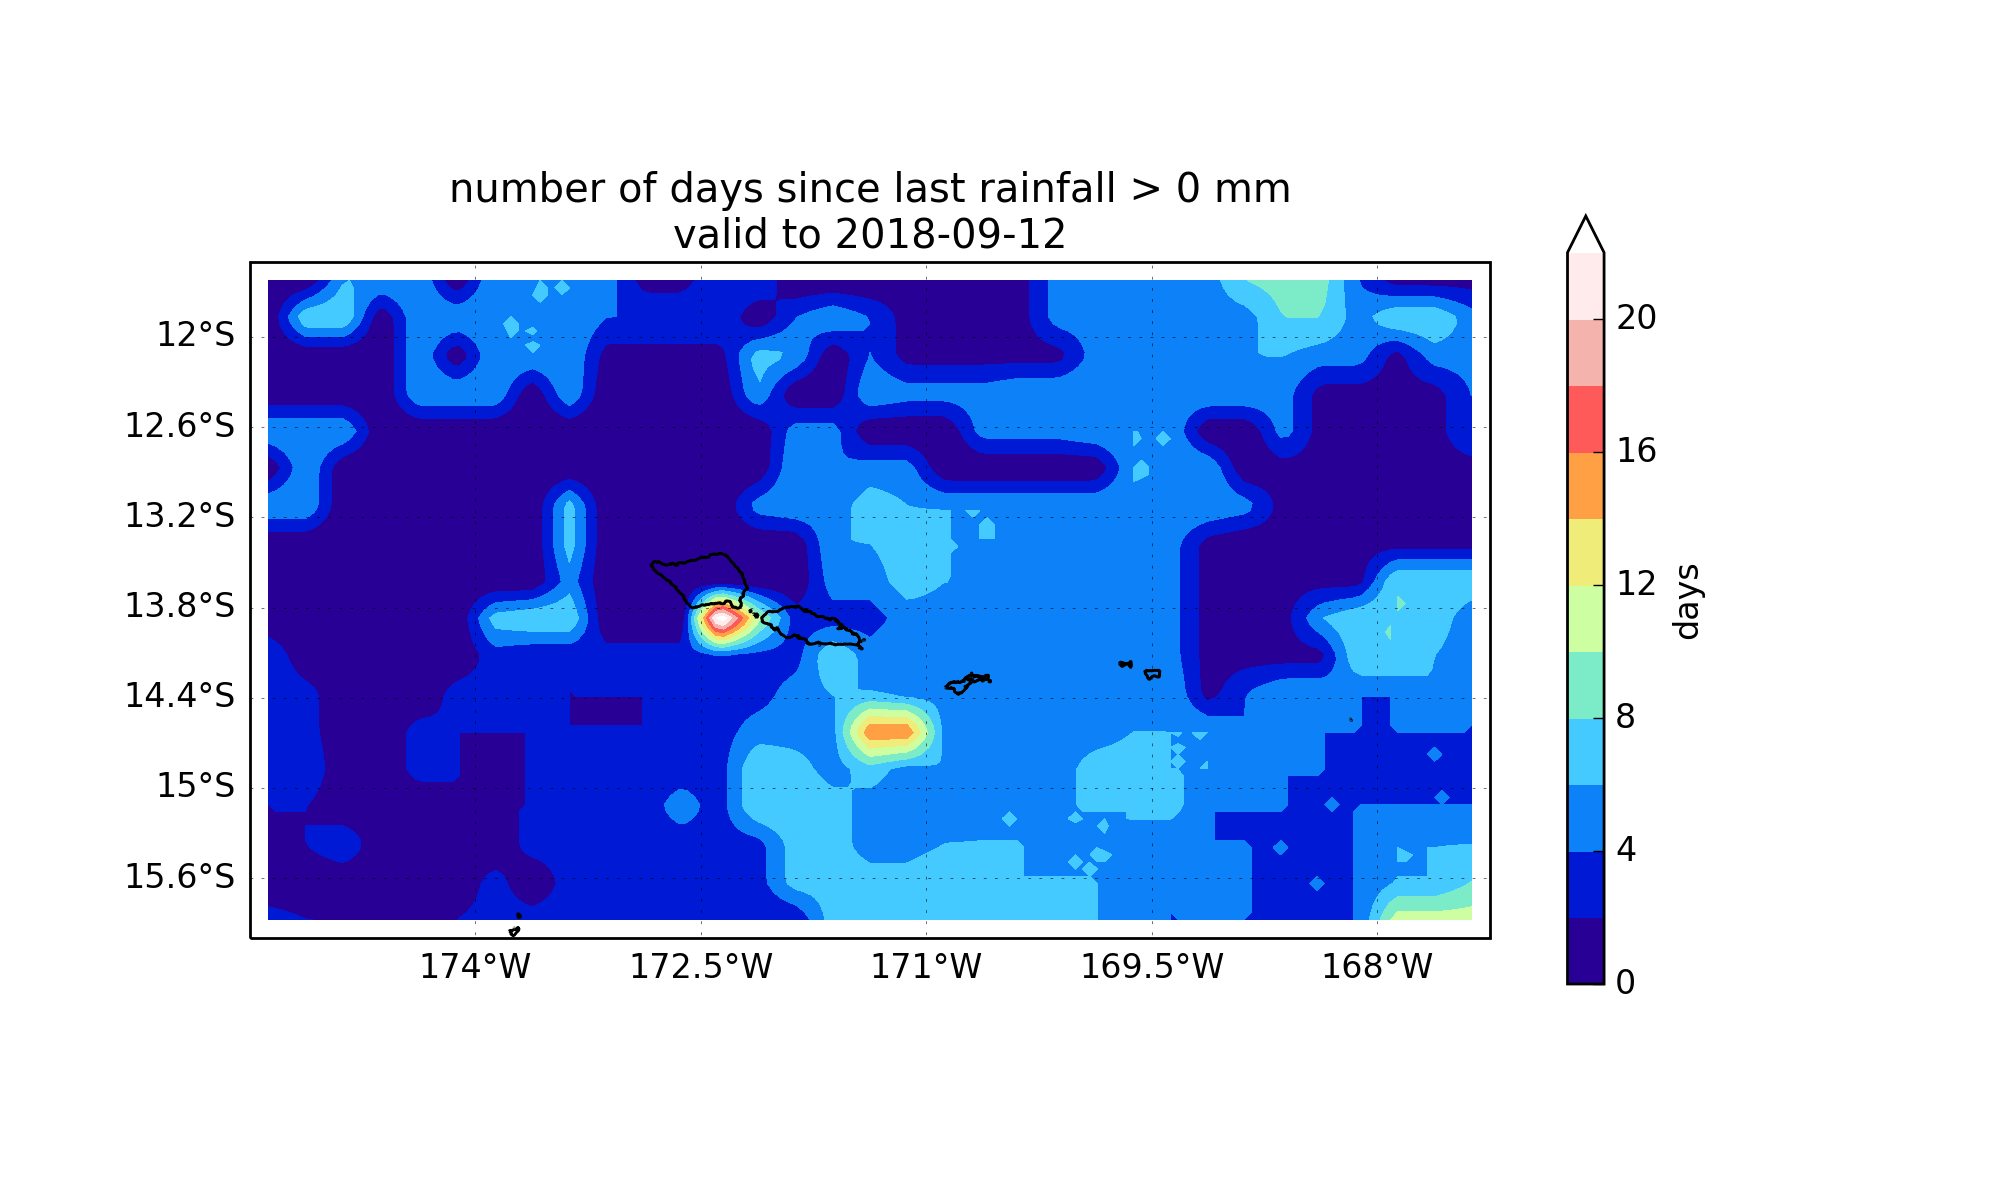 number of days since last rainfall > 0 mm
valid to 2018-09-12
12°S
12.6°S
13.2°S
13.8°S
14.4°S
15°S
15.6°S
174°W
172.5°W
171°W
169.5°W
168°W
20
16
12
8
4
0
days